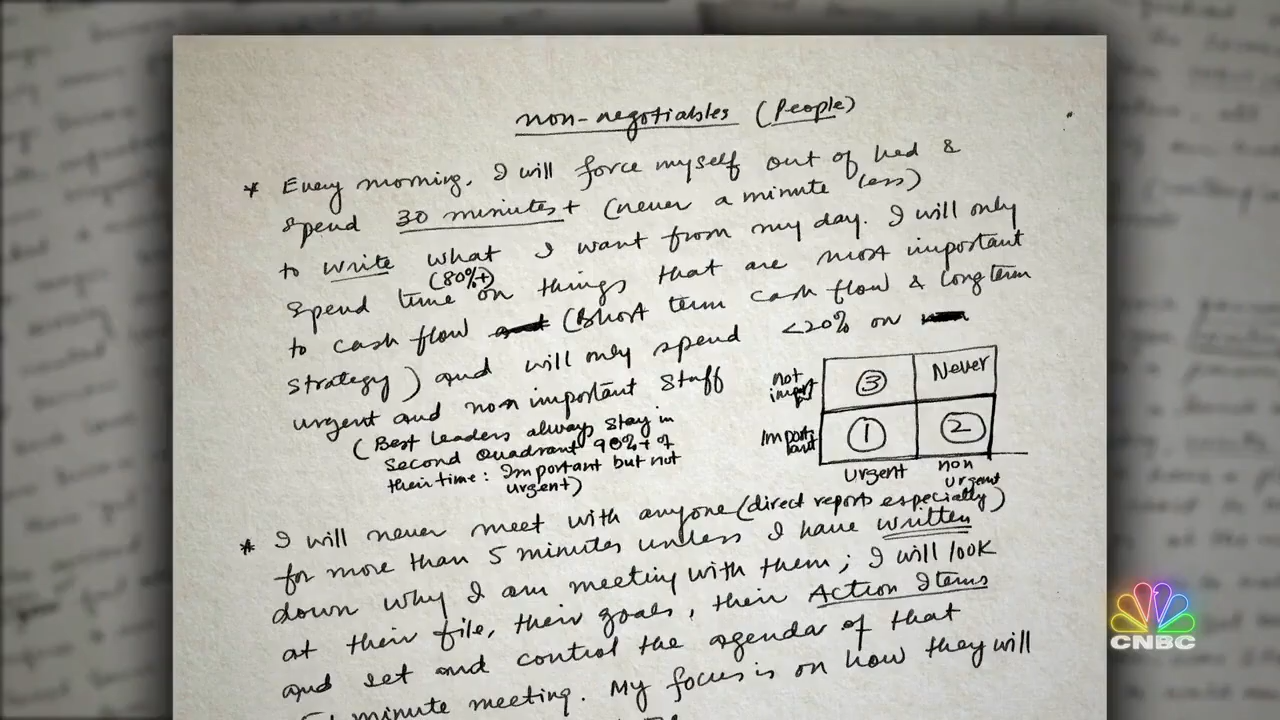 non-negotiables (People)
* Every morning, I will force myself out of bed &
spend 30 minutes+ (never a minute less)
to write what I want from my day. I will only
(80%+)
spend time on things that are most important
to cash flow (Short term cash flow & long term
strategy) and will only spend <20% on
urgent and non important stuff
(Best leaders always stay in
second quadrant 90%+ of
their time: Important but not
urgent)
not import
3
Never
Important
1
2
urgent
non urgent
* I will never meet with anyone (direct reports especially)
for more than 5 minutes unless I have written
down why I am meeting with them; I will look
at their file, their goals, their Action Items
and set and control the agenda of that
5+ minute meeting. My focus is on how they will
CNBC